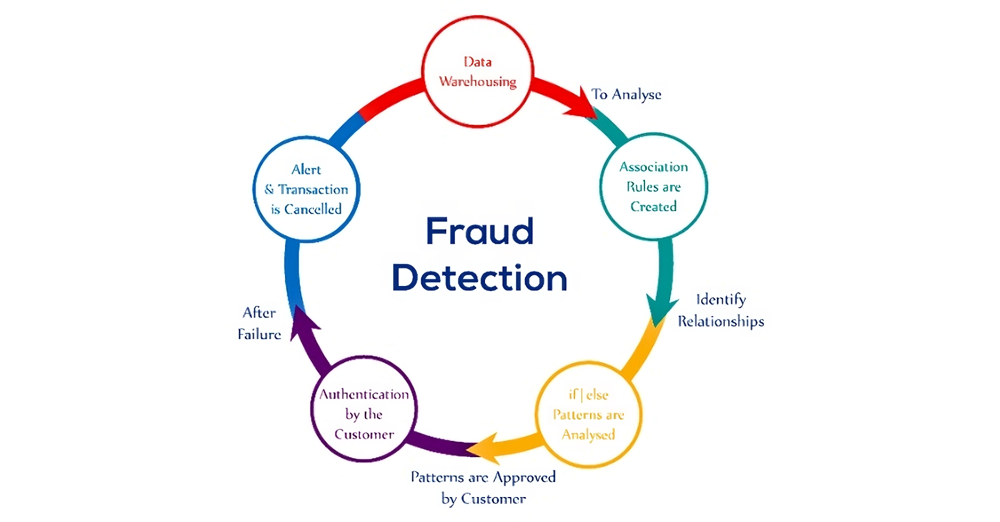 Data
Warehousing
To Analyse
Association
Rules are
Created
Identify
Relationships
if|else
Patterns are
Analysed
Patterns are Approved
by Customer
Authentication
by the
Customer
After
Failure
Alert
& Transaction
is Cancelled
Fraud
Detection